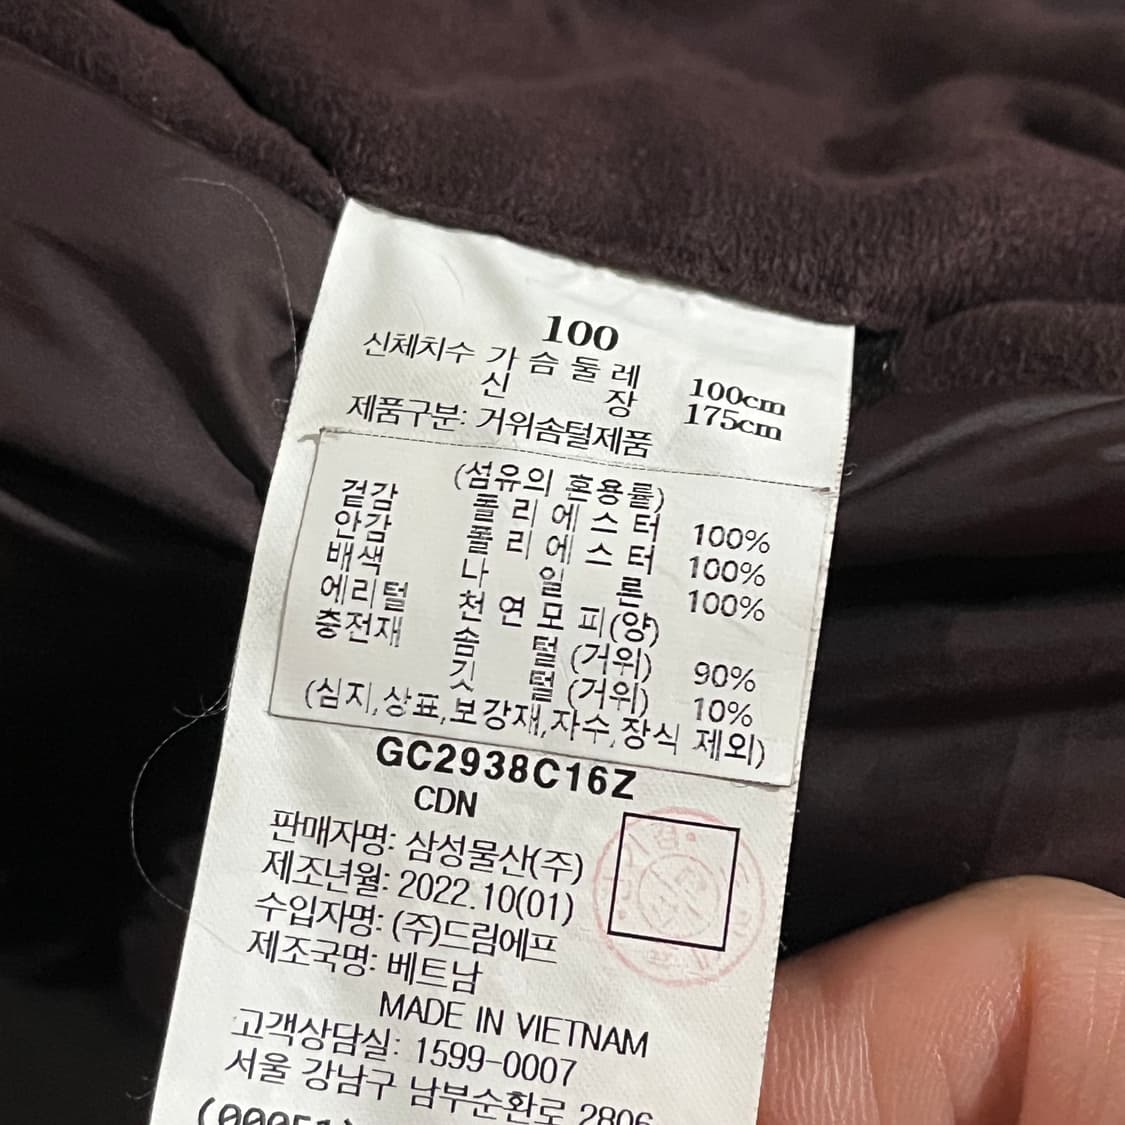 100
신체치수 가 슴 둘 레 100cm
신 장 175cm
제품구분: 거위솜털제품
(섬유의 혼용률)
겉감 폴 리 에 스 터 100%
안감 폴 리 에 스 터 100%
배색 나 일 론 100%
에리털 천 연 모 피(양)
충전재 솜 털 (거위) 90%
깃 털 (거위) 10%
(심지,상표,보강재,자수,장식 제외)
GC2938C16Z
CDN
판매자명: 삼성물산(주)
제조년월: 2022.10(01)
수입자명: (주)드림에프
제조국명: 베트남
MADE IN VIETNAM
고객상담실: 1599-0007
서울 강남구 남부순환로 2806